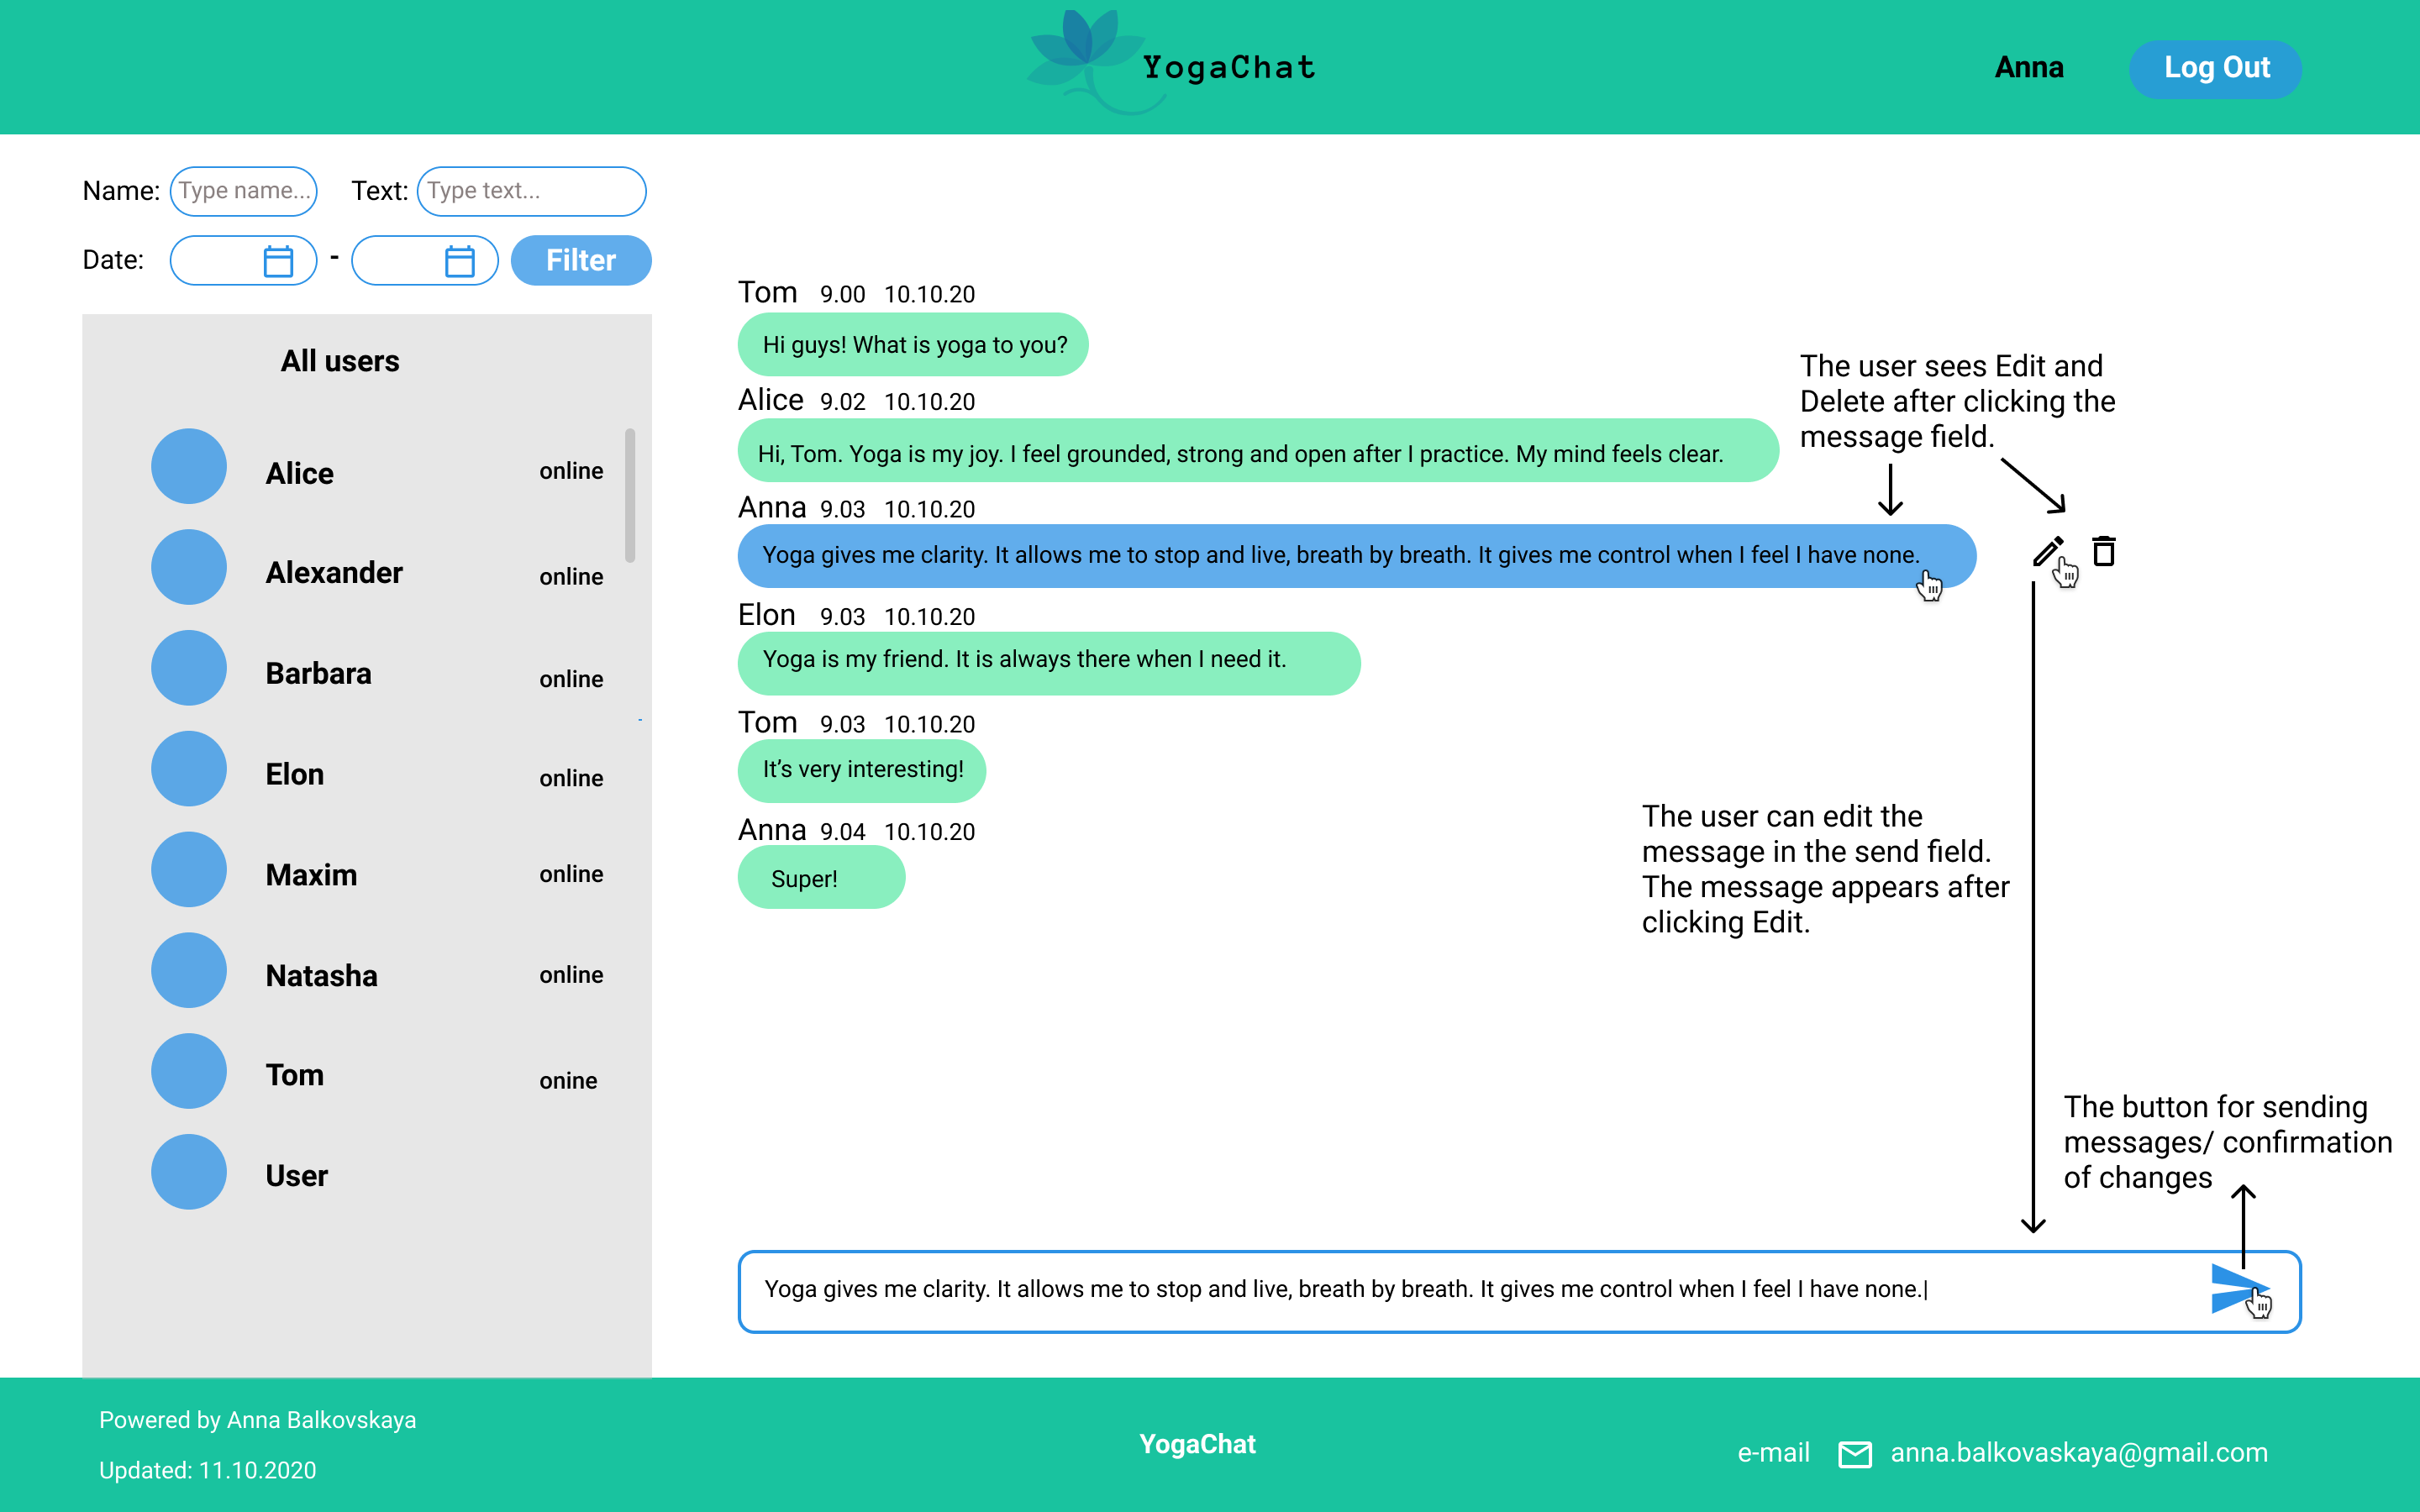 YogaChat
Anna
Log Out
Name: Type name...
Text: Type text...
Date: -
Filter
All users
Alice online
Alexander online
Barbara online
Elon online
Maxim online
Natasha online
Tom onine
User
Tom 9.00 10.10.20
Hi guys! What is yoga to you?
Alice 9.02 10.10.20
Hi, Tom. Yoga is my joy. I feel grounded, strong and open after I practice. My mind feels clear.
Anna 9.03 10.10.20
Yoga gives me clarity. It allows me to stop and live, breath by breath. It gives me control when I feel I have none.
Elon 9.03 10.10.20
Yoga is my friend. It is always there when I need it.
Tom 9.03 10.10.20
It’s very interesting!
Anna 9.04 10.10.20
Super!
The user sees Edit and
Delete after clicking the
message field.
The user can edit the
message in the send field.
The message appears after
clicking Edit.
The button for sending
messages/ confirmation
of changes
Yoga gives me clarity. It allows me to stop and live, breath by breath. It gives me control when I feel I have none.|
Powered by Anna Balkovskaya
Updated: 11.10.2020
YogaChat
e-mail anna.balkovaskaya@gmail.com